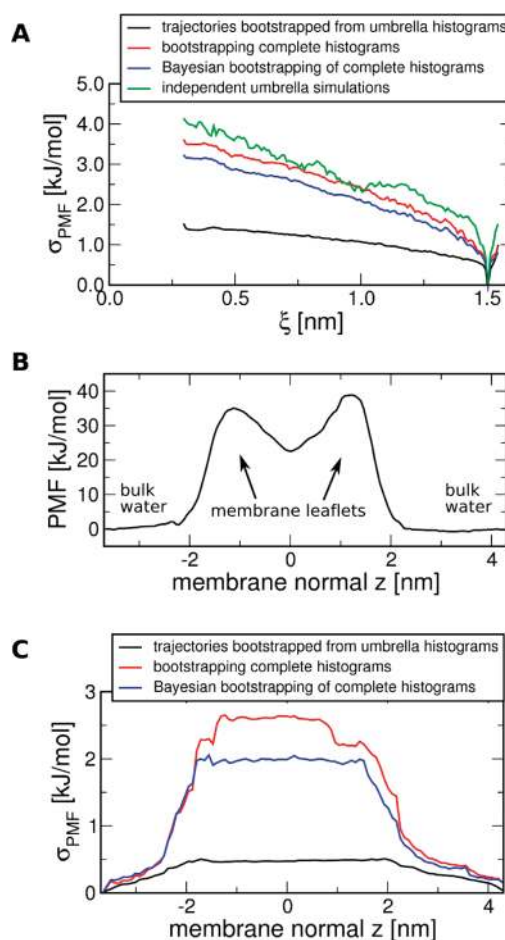 A
trajectories bootstrapped from umbrella histograms
bootstrapping complete histograms
Bayesian bootstrapping of complete histograms
independent umbrella simulations
σPMF [kJ/mol]
5.0
4.0
3.0
2.0
1.0
0.0
0.0 0.5 1.0 1.5
ξ [nm]
B
PMF [kJ/mol]
40
30
20
10
0
bulk
water
membrane leaflets
bulk
water
-2 0 2 4
membrane normal z [nm]
C
trajectories bootstrapped from umbrella histograms
bootstrapping complete histograms
Bayesian bootstrapping of complete histograms
σPMF [kJ/mol]
3
2
1
0
-2 0 2 4
membrane normal z [nm]